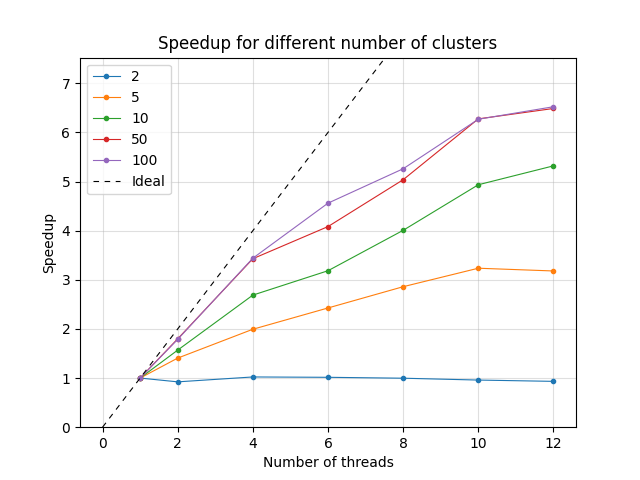 Speedup for different number of clusters
2
5
10
50
100
Ideal
7
6
5
4
3
2
1
0
Speedup
0 2 4 6 8 10 12
Number of threads